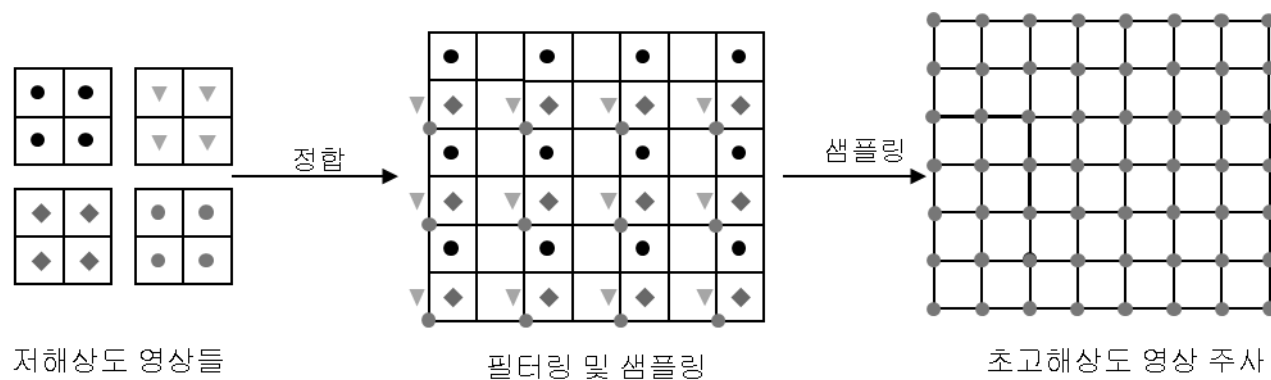 정합
샘플링
저해상도 영상들
필터링 및 샘플링
초고해상도 영상 주사